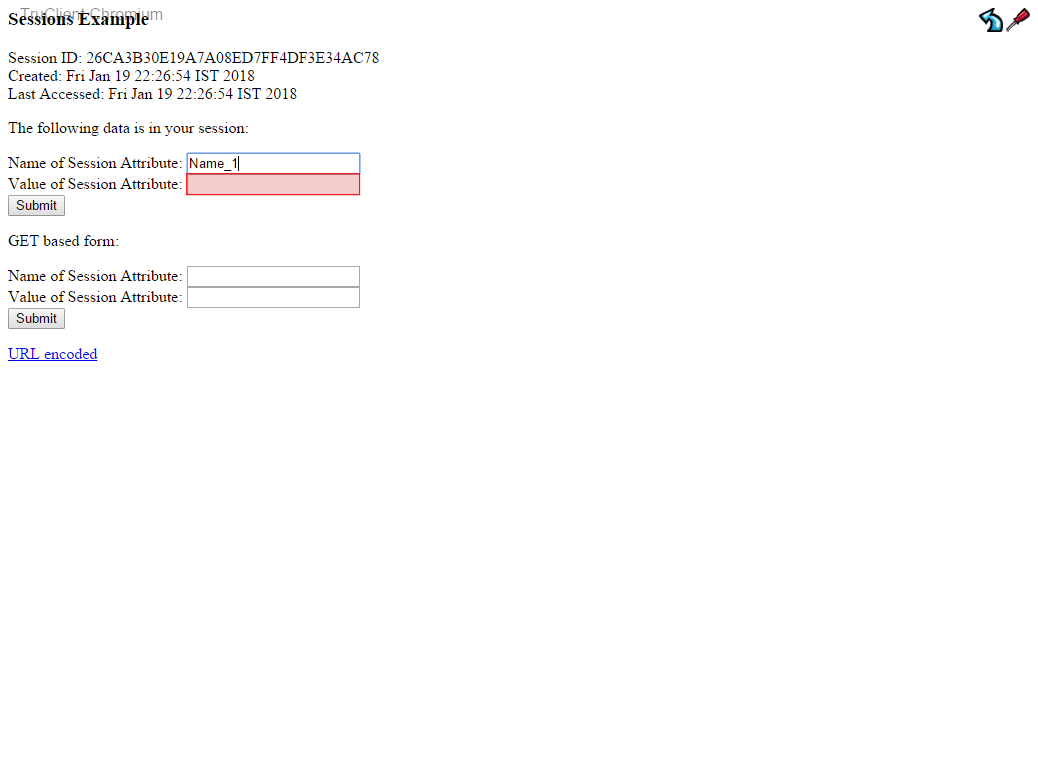 TruClient Chromium
Sessions Example
Session ID: 26CA3B30E19A7A08ED7FF4DF3E34AC78
Created: Fri Jan 19 22:26:54 IST 2018
Last Accessed: Fri Jan 19 22:26:54 IST 2018
The following data is in your session:
Name of Session Attribute: Name_1
Value of Session Attribute:
Submit
GET based form:
Name of Session Attribute:
Value of Session Attribute:
Submit
URL encoded